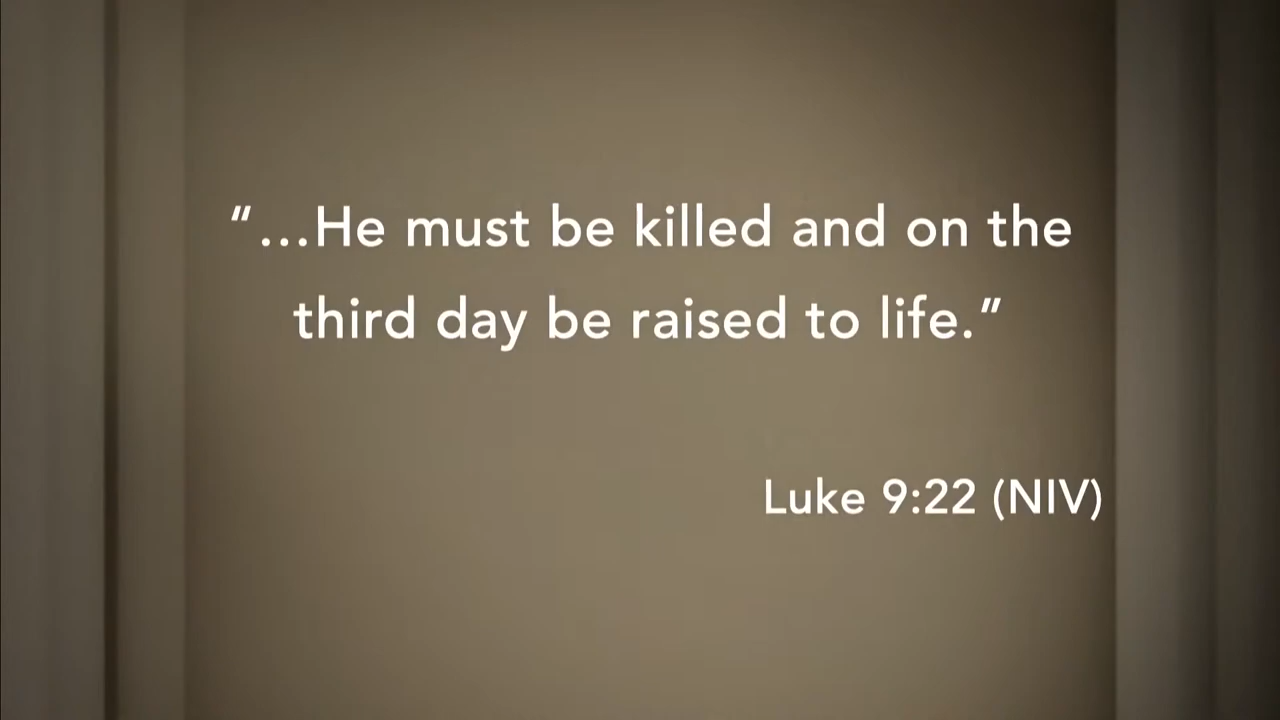 “…He must be killed and on the
third day be raised to life.”
Luke 9:22 (NIV)